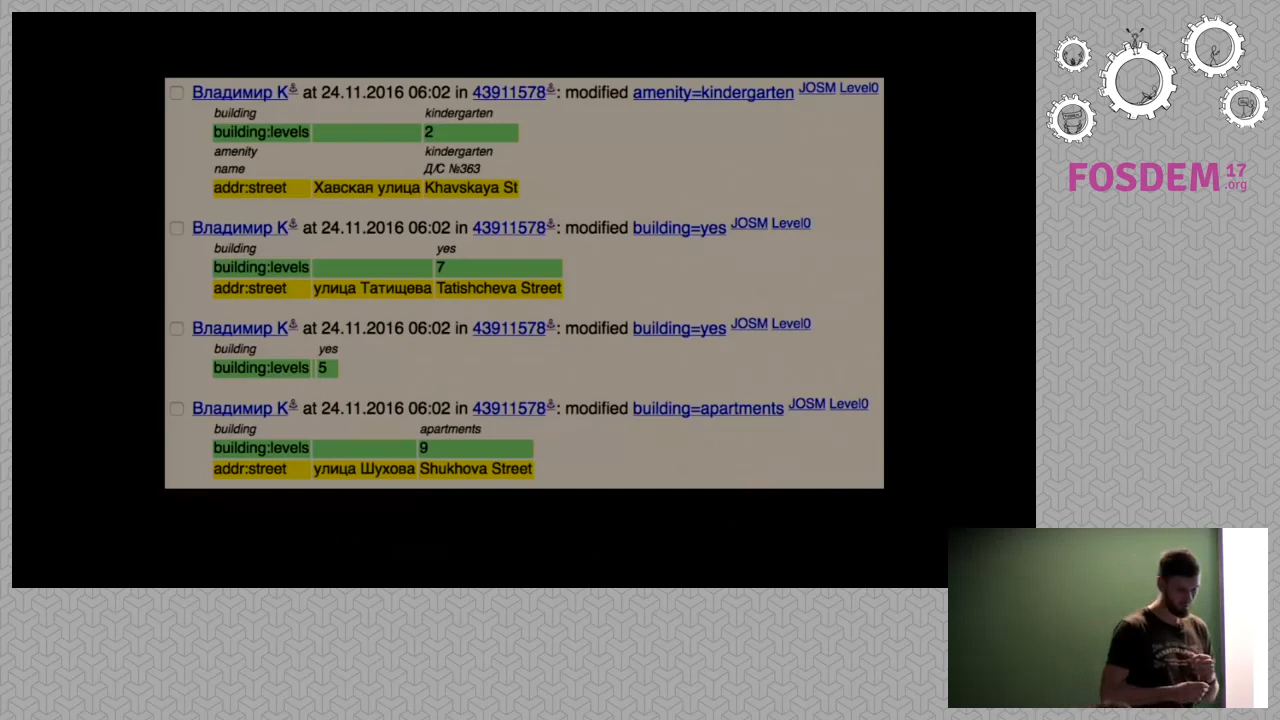 Владимир К at 24.11.2016 06:02 in 43911578: modified amenity=kindergarten JOSM Level0
building kindergarten
building:levels 2
amenity kindergarten
name Д/С №363
addr:street Хавская улица Khavskaya St
Владимир К at 24.11.2016 06:02 in 43911578: modified building=yes JOSM Level0
building yes
building:levels 7
addr:street улица Татищева Tatishcheva Street
Владимир К at 24.11.2016 06:02 in 43911578: modified building=yes JOSM Level0
building yes
building:levels 5
Владимир К at 24.11.2016 06:02 in 43911578: modified building=apartments JOSM Level0
building apartments
building:levels 9
addr:street улица Шухова Shukhova Street
FOSDEM 17
.org